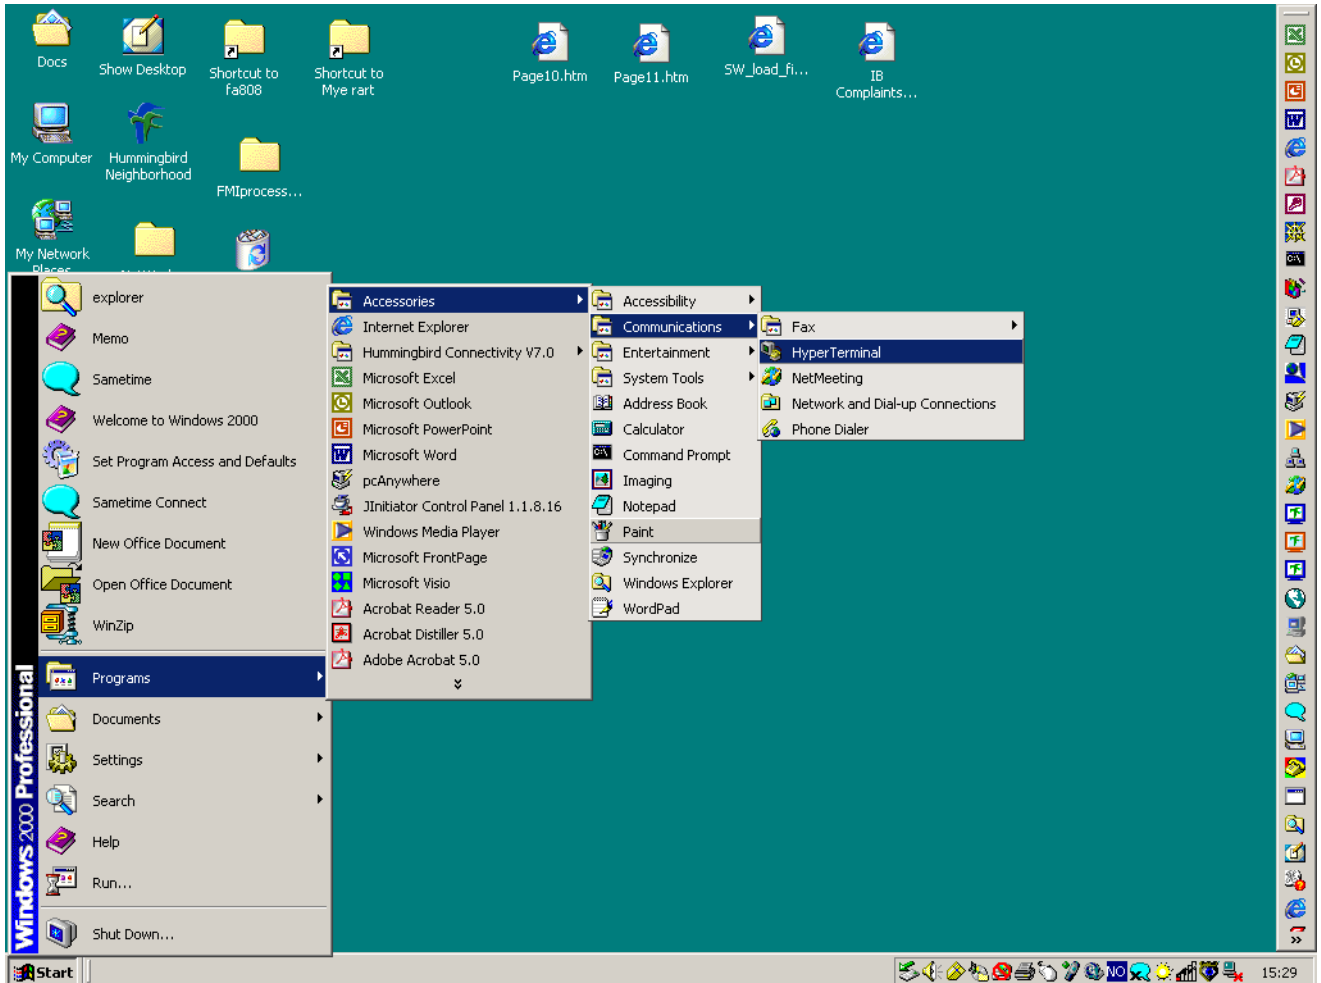 Docs
Show Desktop
Shortcut to
fa808
Shortcut to
Mye rart
Page10.htm
Page11.htm
SW_load_fi...
IB
Complaints...
My Computer
Hummingbird
Neighborhood
FMIprocess...
My Network
Places
explorer
Memo
Sametime
Welcome to Windows 2000
Set Program Access and Defaults
Sametime Connect
New Office Document
Open Office Document
WinZip
Programs
Documents
Settings
Search
Help
Run...
Shut Down...
Windows 2000 Professional
Accessories
Internet Explorer
Hummingbird Connectivity V7.0
Microsoft Excel
Microsoft Outlook
Microsoft PowerPoint
Microsoft Word
pcAnywhere
JInitiator Control Panel 1.1.8.16
Windows Media Player
Microsoft FrontPage
Microsoft Visio
Acrobat Reader 5.0
Acrobat Distiller 5.0
Adobe Acrobat 5.0
Accessibility
Communications
Entertainment
System Tools
Address Book
Calculator
Command Prompt
Imaging
Notepad
Paint
Synchronize
Windows Explorer
WordPad
Fax
HyperTerminal
NetMeeting
Network and Dial-up Connections
Phone Dialer
Start
NO
15:29